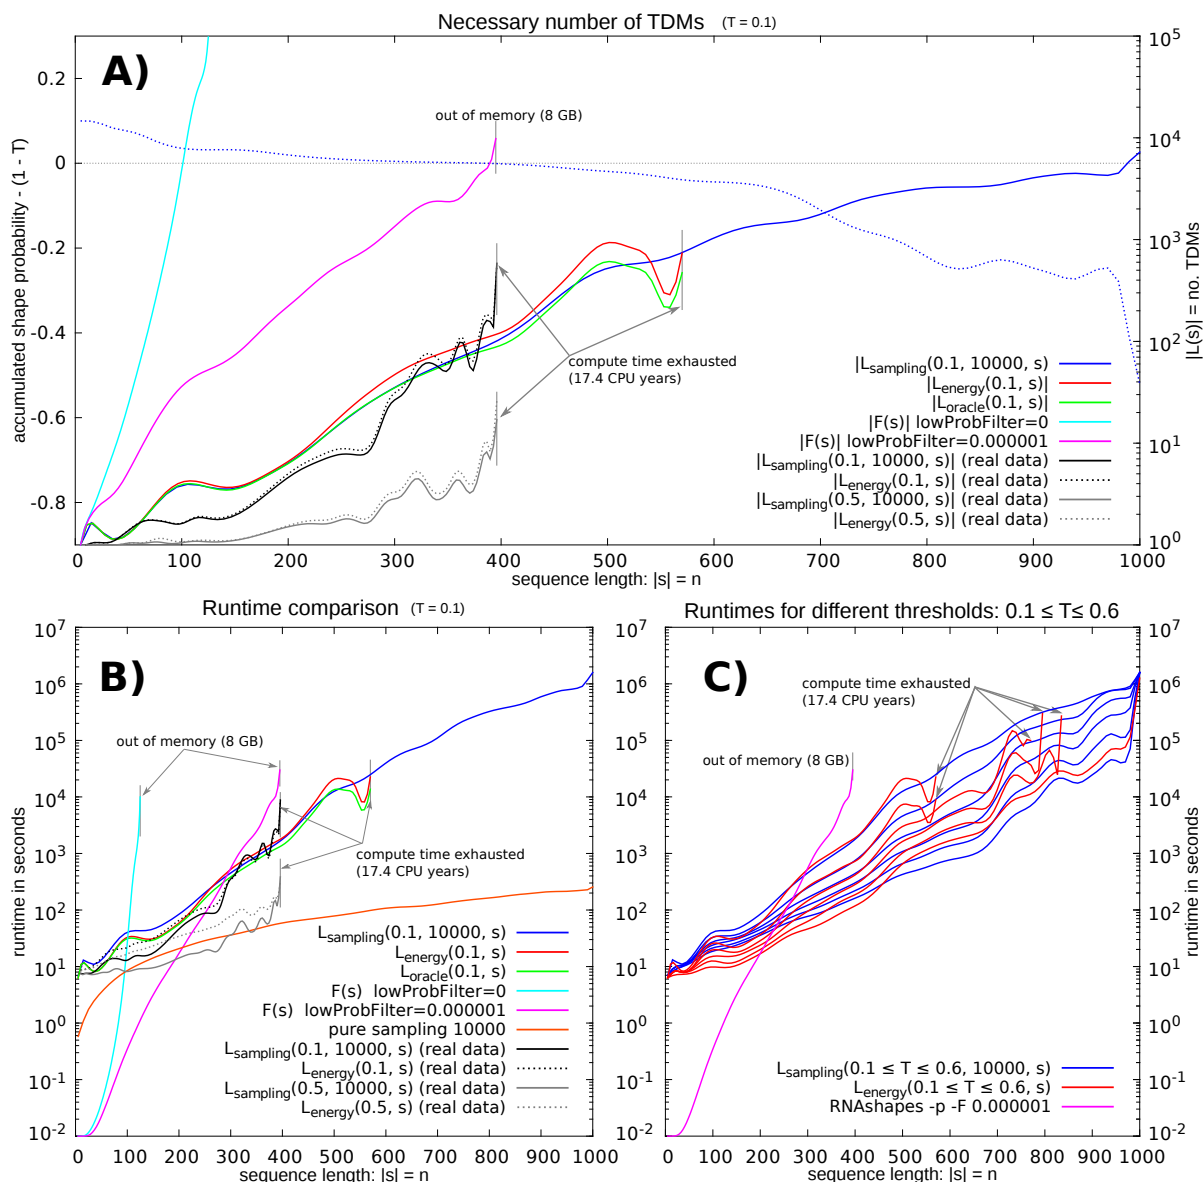 Necessary number of TDMs (T = 0.1)
A)
accumulated shape probability - (1 - T)
0.2
0.1
0
-0.2
-0.4
-0.6
-0.8
10^5
10^4
10^3
10^2
10^1
10^0
|L(s)| = no. TDMs
out of memory (8 GB)
compute time exhausted
(17.4 CPU years)
|L_sampling(0.1, 10000, s)
|L_energy(0.1, s)|
|L_oracle(0.1, s)|
|F(s)| lowProbFilter=0
|F(s)| lowProbFilter=0.000001
|L_sampling(0.1, 10000, s)| (real data)
|L_energy(0.1, s)| (real data)
|L_sampling(0.5, 10000, s)| (real data)
|L_energy(0.5, s)| (real data)
0 100 200 300 400 500 600 700 800 900 1000
sequence length: |s| = n
Runtime comparison (T = 0.1)
B)
runtime in seconds
10^7
10^6
10^5
10^4
10^3
10^2
10^1
10^0
10^-1
10^-2
out of memory (8 GB)
compute time exhausted
(17.4 CPU years)
L_sampling(0.1, 10000, s)
L_energy(0.1, s)
L_oracle(0.1, s)
F(s) lowProbFilter=0
F(s) lowProbFilter=0.000001
pure sampling 10000
L_sampling(0.1, 10000, s) (real data)
L_energy(0.1, s) (real data)
L_sampling(0.5, 10000, s) (real data)
L_energy(0.5, s) (real data)
0 100 200 300 400 500 600 700 800 900 1000
sequence length: |s| = n
Runtimes for different thresholds: 0.1 ≤ T≤ 0.6
C)
compute time exhausted
(17.4 CPU years)
out of memory (8 GB)
L_sampling(0.1 ≤ T ≤ 0.6, 10000, s)
L_energy(0.1 ≤ T ≤ 0.6, s)
RNAshapes -p -F 0.000001
10^7
10^6
10^5
10^4
10^3
10^2
10^1
10^0
10^-1
10^-2
runtime in seconds
0 100 200 300 400 500 600 700 800 900 1000
sequence length: |s| = n